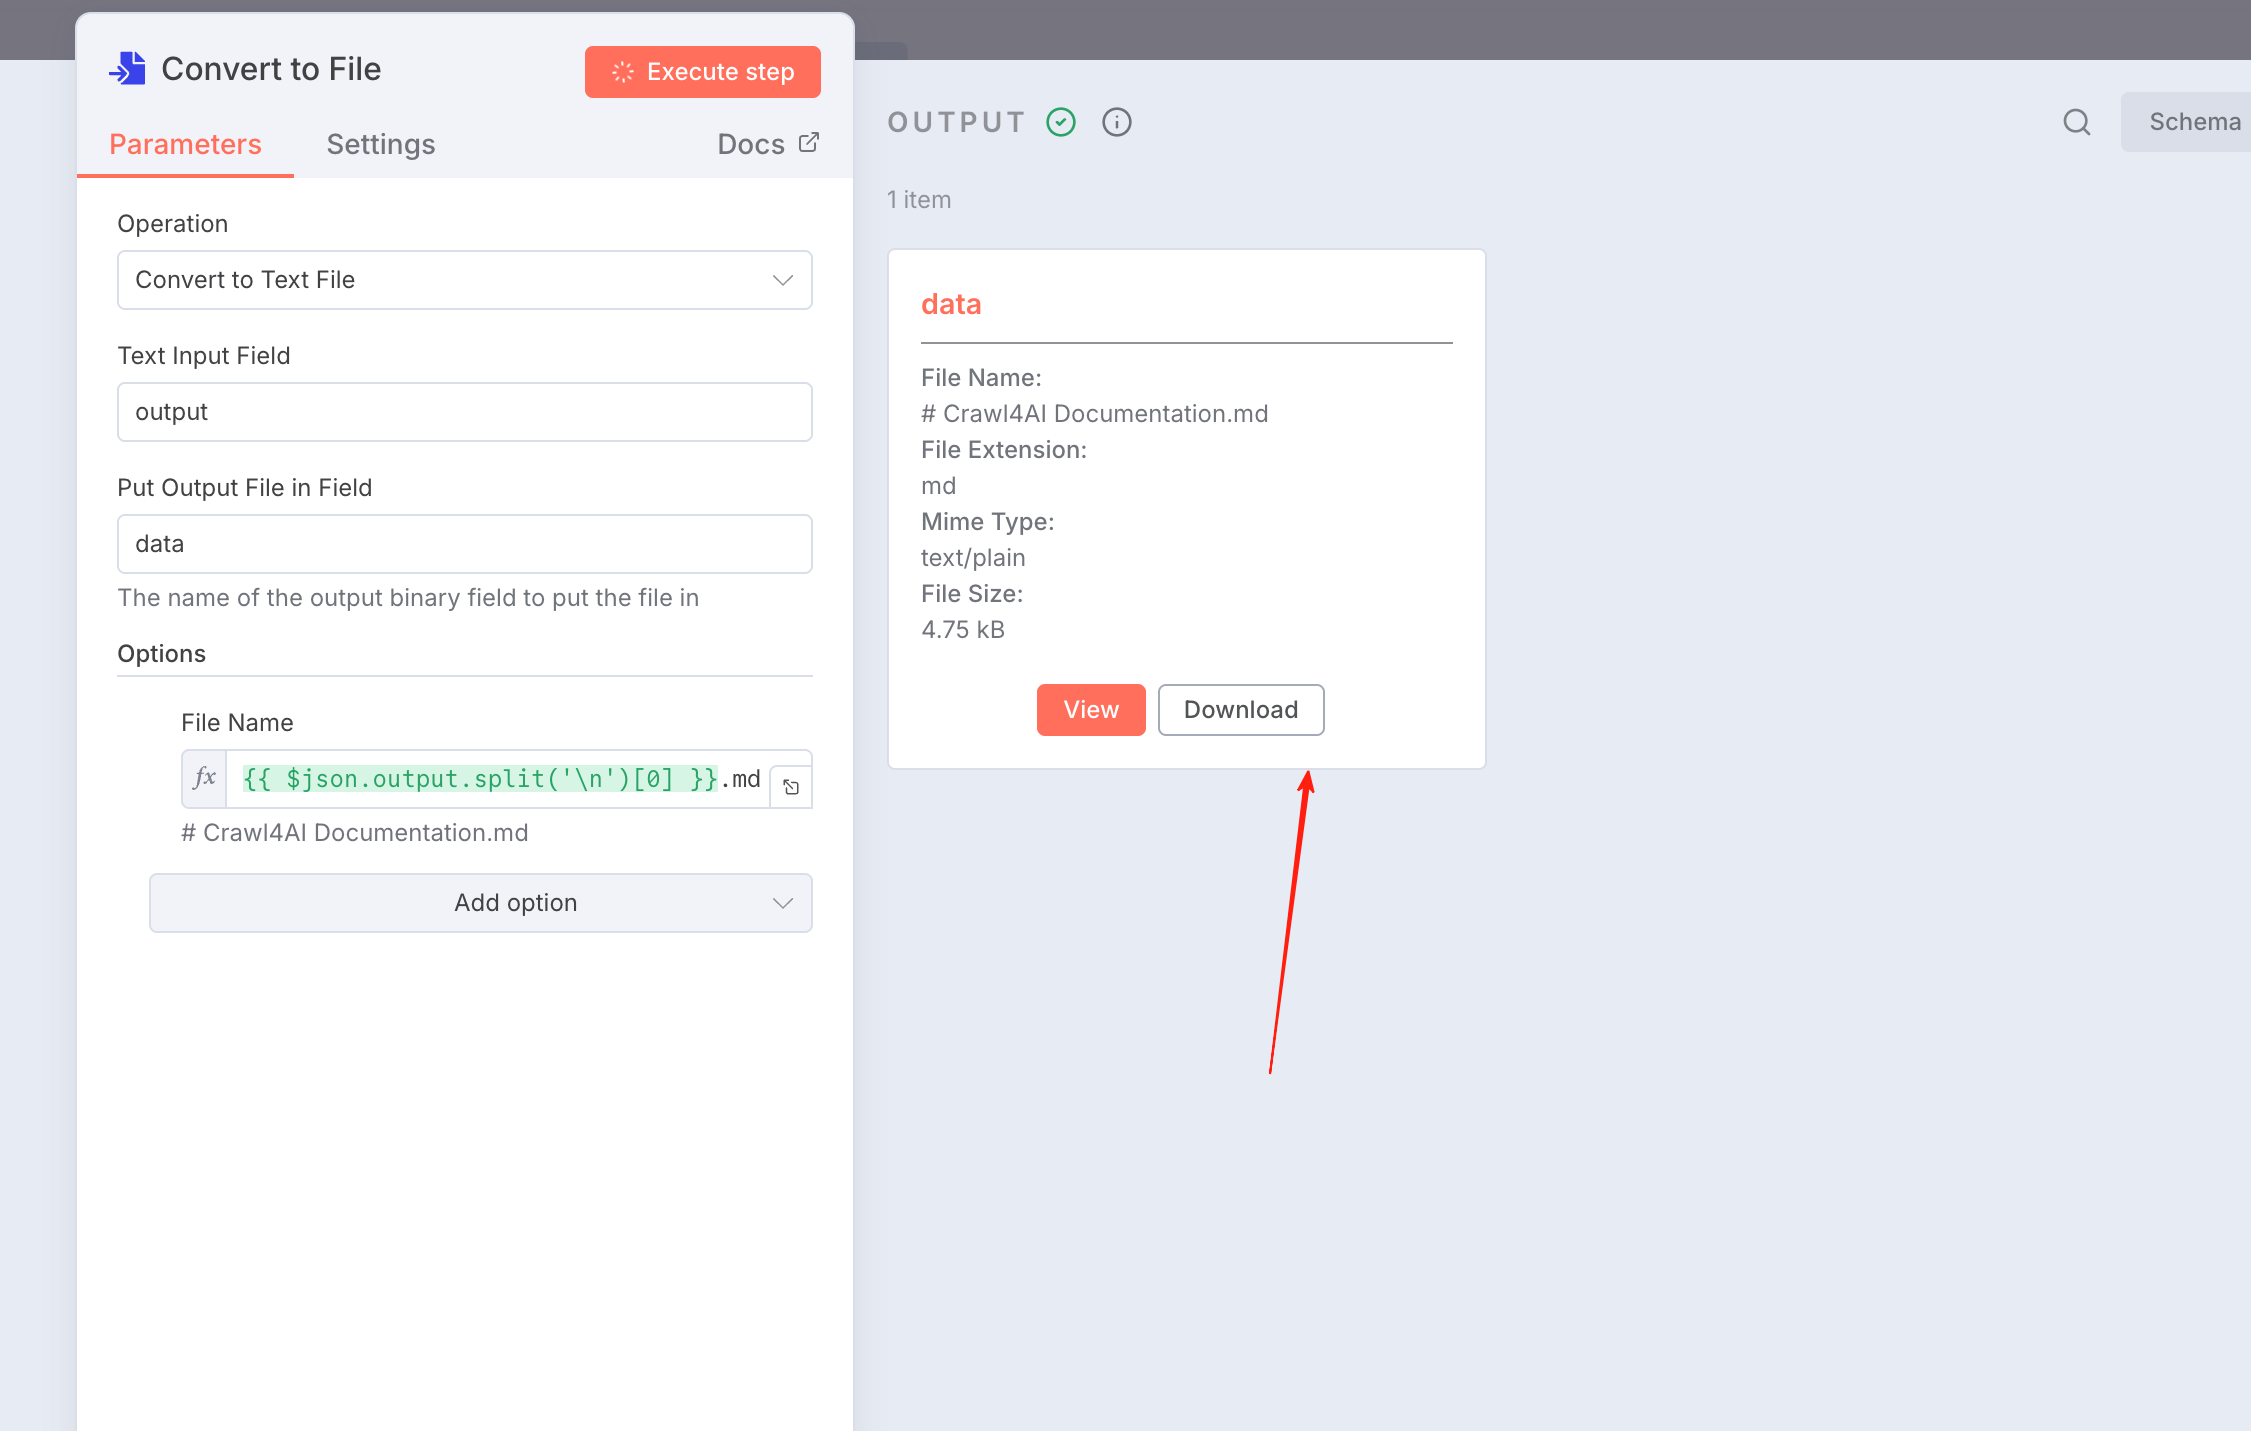 Convert to File
Execute step
Parameters
Settings
Docs
Operation
Convert to Text File
Text Input Field
output
Put Output File in Field
data
The name of the output binary field to put the file in
Options
File Name
fx
{{ $json.output.split('\n')[0] }}.md
# Crawl4AI Documentation.md
Add option
OUTPUT
Schema
1 item
data
File Name:
# Crawl4AI Documentation.md
File Extension:
md
Mime Type:
text/plain
File Size:
4.75 kB
View
Download